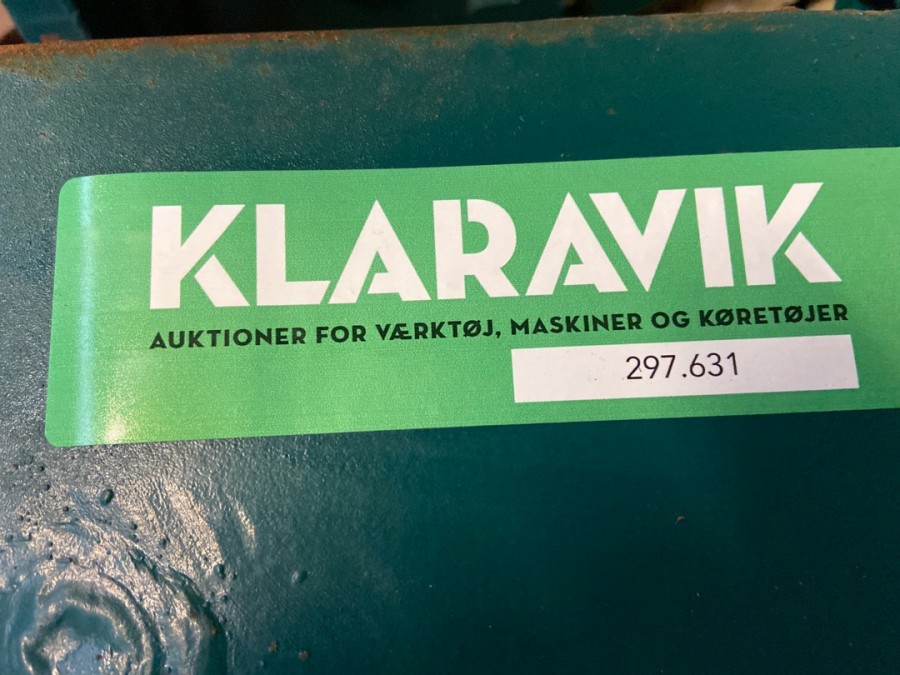 KLARAVIK
AUKTIONER FOR VÆRKTØJ, MASKINER OG KØRETØJER
297.631